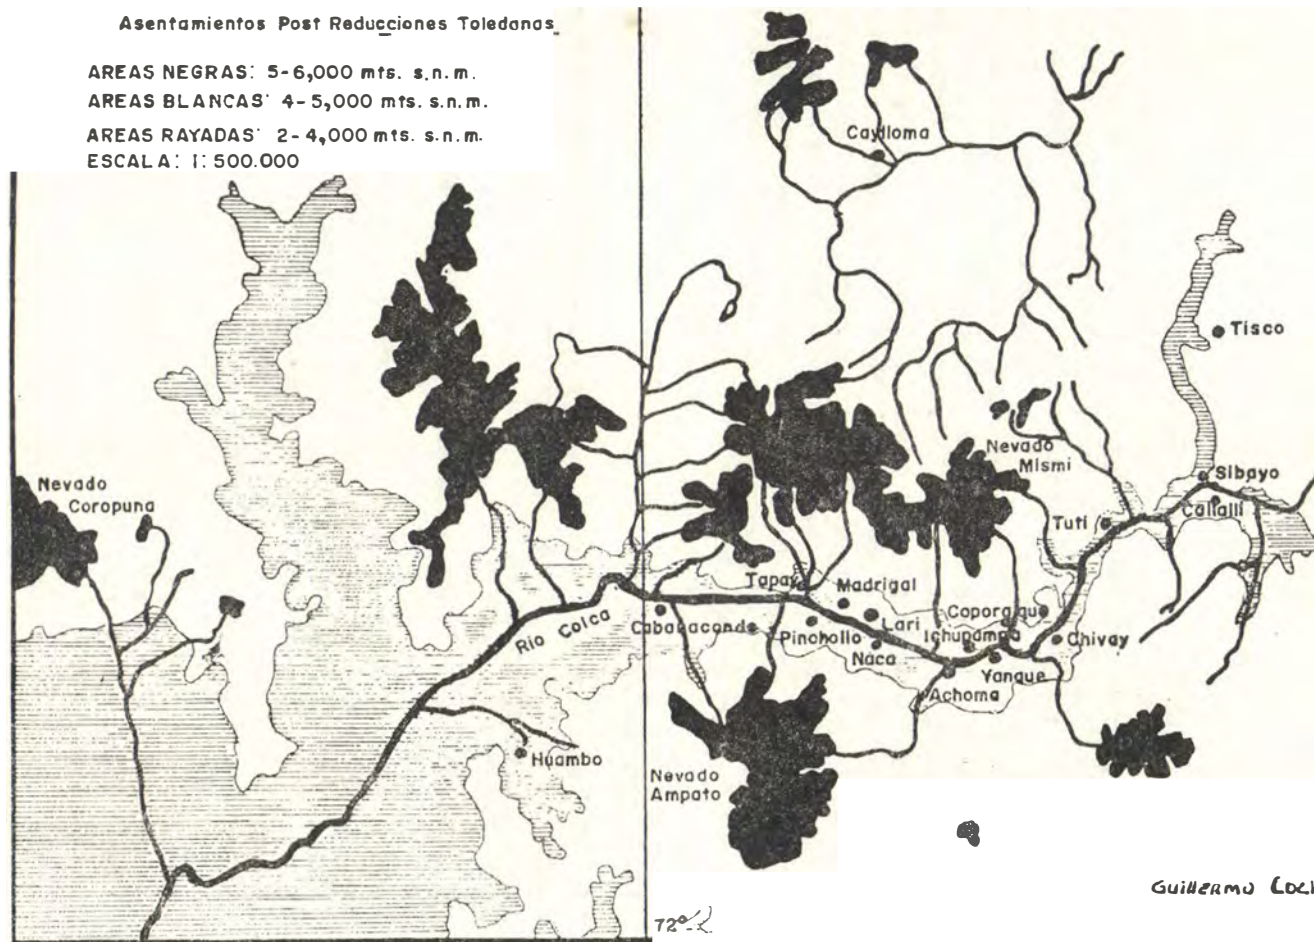 Asentamientos Post Reducciones Toledanas
AREAS NEGRAS: 5-6,000 mts. s.n.m.
AREAS BLANCAS: 4-5,000 mts. s.n.m.
AREAS RAYADAS: 2-4,000 mts. s.n.m.
ESCALA: 1:500.000
Caylloma
Tisco
Nevado
Mismi
Sibayo
Callalli
Tuti
Nevado
Coropuna
Tapay
Madrigal
Lari
Coporaque
Cabanaconde
Pinchollo
Ichupampa
Chivay
Rio Colca
Naca
Yanque
Achoma
Huambo
Nevado
Ampato
72°
GUILLERMO